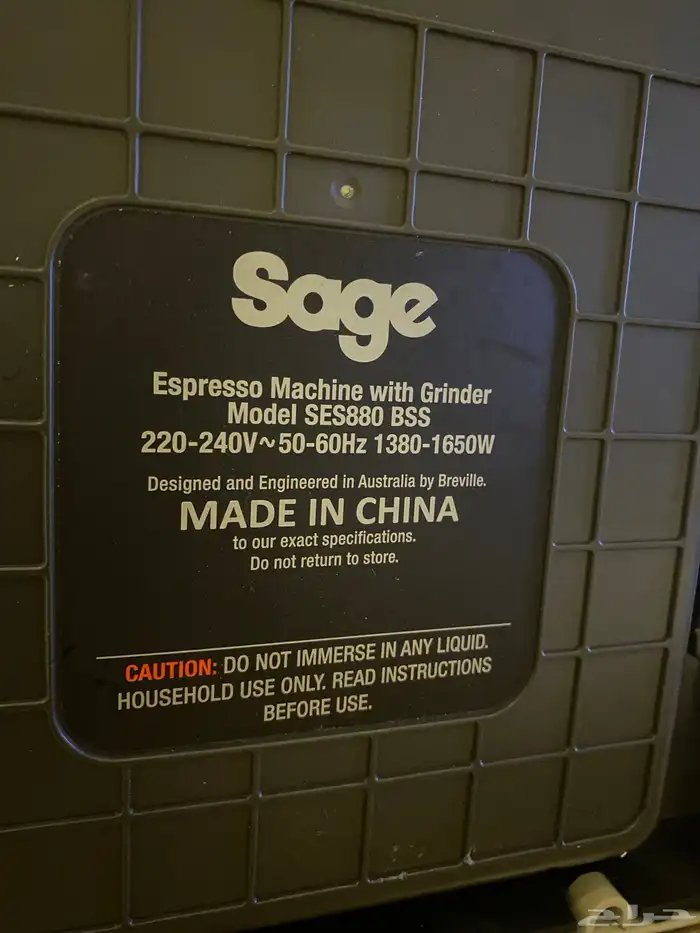 Sage
Espresso Machine with Grinder
Model SES880 BSS
220-240V~50-60Hz 1380-1650W
Designed and Engineered in Australia by Breville.
MADE IN CHINA
to our exact specifications.
Do not return to store.
CAUTION: DO NOT IMMERSE IN ANY LIQUID.
HOUSEHOLD USE ONLY. READ INSTRUCTIONS
BEFORE USE.
حراج